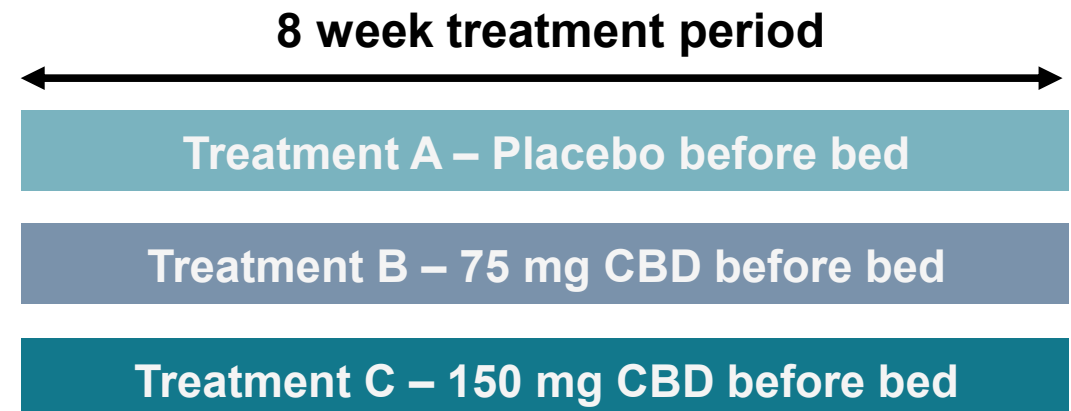 8 week treatment period
Treatment A – Placebo before bed
Treatment B – 75 mg CBD before bed
Treatment C – 150 mg CBD before bed